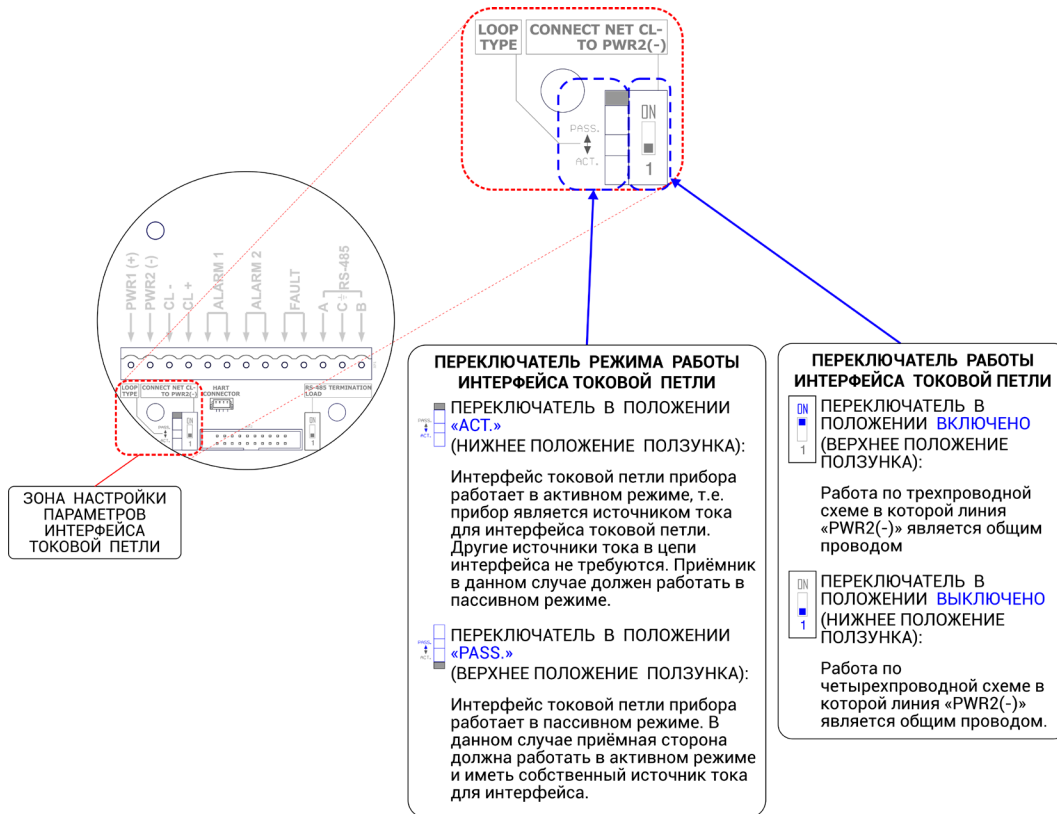 LOOP TYPE
CONNECT NET CL-
TO PWR2(-)
PASS.
ACT.
ON
1
PWR1 (+)
PWR2 (-)
CL -
CL +
ALARM 1
ALARM 2
FAULT
A
C
RS-485
B
LOOP TYPE
CONNECT NET CL-
TO PWR2(-)
HART
CONNECTOR
RS-485 TERMINATION
LOAD
PASS.
ACT.
ON
1
ON
1
ЗОНА НАСТРОЙКИ
ПАРАМЕТРОВ
ИНТЕРФЕЙСА
ТОКОВОЙ ПЕТЛИ
ПЕРЕКЛЮЧАТЕЛЬ РЕЖИМА РАБОТЫ
ИНТЕРФЕЙСА ТОКОВОЙ ПЕТЛИ
PASS.
ACT.
ПЕРЕКЛЮЧАТЕЛЬ В ПОЛОЖЕНИИ
«ACT.»
(НИЖНЕЕ ПОЛОЖЕНИЕ ПОЛЗУНКА):
Интерфейс токовой петли прибора
работает в активном режиме, т.е.
прибор является источником тока
для интерфейса токовой петли.
Другие источники тока в цепи
интерфейса не требуются. Приёмник
в данном случае должен работать в
пассивном режиме.
PASS.
ACT.
ПЕРЕКЛЮЧАТЕЛЬ В ПОЛОЖЕНИИ
«PASS.»
(ВЕРХНЕЕ ПОЛОЖЕНИЕ ПОЛЗУНКА):
Интерфейс токовой петли прибора
работает в пассивном режиме. В
данном случае приёмная сторона
должна работать в активном режиме
и иметь собственный источник тока
для интерфейса.
ПЕРЕКЛЮЧАТЕЛЬ РАБОТЫ
ИНТЕРФЕЙСА ТОКОВОЙ ПЕТЛИ
ON
1
ПЕРЕКЛЮЧАТЕЛЬ В
ПОЛОЖЕНИИ ВКЛЮЧЕНО
(ВЕРХНЕЕ ПОЛОЖЕНИЕ
ПОЛЗУНКА):
Работа по трехпроводной
схеме в которой линия
«PWR2(-)» является общим
проводом
ON
1
ПЕРЕКЛЮЧАТЕЛЬ В
ПОЛОЖЕНИИ ВЫКЛЮЧЕНО
(НИЖНЕЕ ПОЛОЖЕНИЕ
ПОЛЗУНКА):
Работа по
четырехпроводной схеме в
которой линия «PWR2(-)»
является общим проводом.